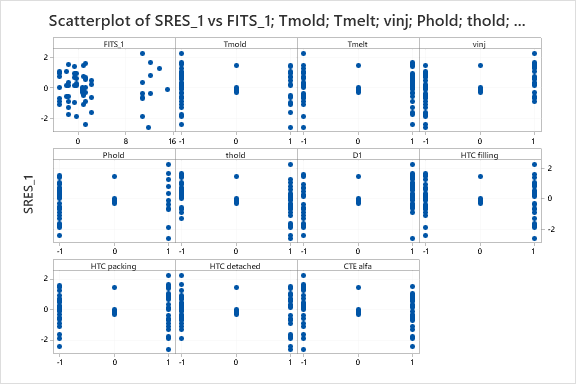 Scatterplot of SRES_1 vs FITS_1; Tmold; Tmelt; vinj; Phold; thold; ...
FITS_1 Tmold Tmelt vinj
2
0
-2
0 8 16 -1 0 1 -1 0 1 -1 0 1
Phold thold D1 HTC filling
2
0
-2
-1 0 1 -1 0 1 -1 0 1 -1 0 1
SRES_1
HTC packing HTC detached CTE alfa
2
0
-2
-1 0 1 -1 0 1 -1 0 1